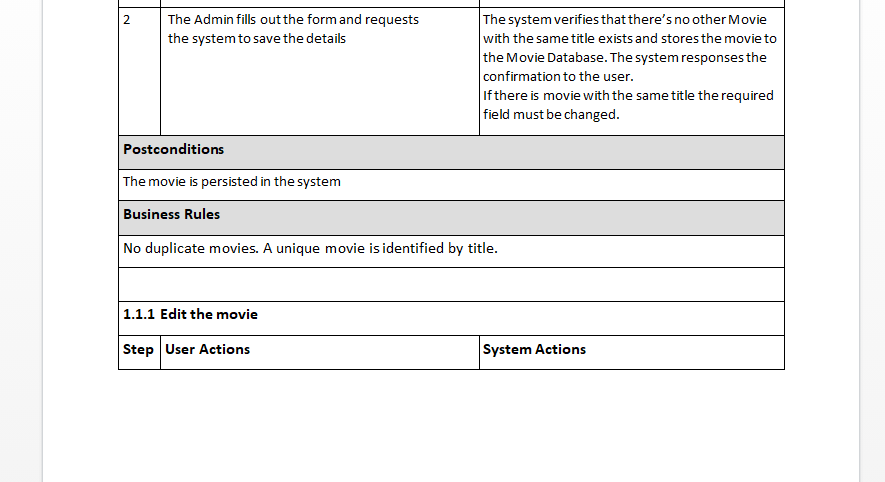 2 The Admin fills out the form and requests The system verifies that there's no other Movie
the system to save the details with the same title exists and stores the movie to
the Movie Database. The system responses the
confirmation to the user.
If there is movie with the same title the required
field must be changed.
Postconditions
The movie is persisted in the system
Business Rules
No duplicate movies. A unique movie is identified by title.
1.1.1 Edit the movie
Step User Actions System Actions